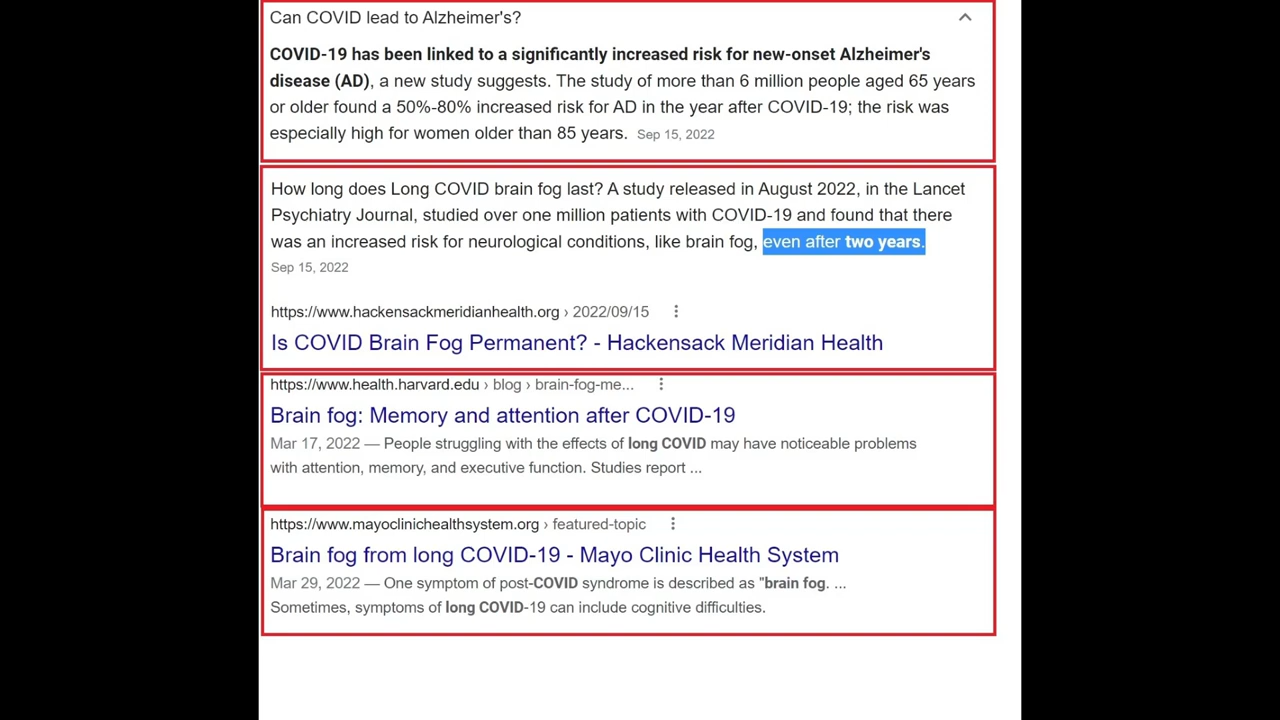 Can COVID lead to Alzheimer's?
COVID-19 has been linked to a significantly increased risk for new-onset Alzheimer's
disease (AD), a new study suggests. The study of more than 6 million people aged 65 years
or older found a 50%-80% increased risk for AD in the year after COVID-19; the risk was
especially high for women older than 85 years. Sep 15, 2022
How long does Long COVID brain fog last? A study released in August 2022, in the Lancet
Psychiatry Journal, studied over one million patients with COVID-19 and found that there
was an increased risk for neurological conditions, like brain fog, even after two years.
Sep 15, 2022
https://www.hackensackmeridianhealth.org › 2022/09/15
Is COVID Brain Fog Permanent? - Hackensack Meridian Health
https://www.health.harvard.edu › blog › brain-fog-me...
Brain fog: Memory and attention after COVID-19
Mar 17, 2022 — People struggling with the effects of long COVID may have noticeable problems
with attention, memory, and executive function. Studies report ...
https://www.mayoclinichealthsystem.org › featured-topic
Brain fog from long COVID-19 - Mayo Clinic Health System
Mar 29, 2022 — One symptom of post-COVID syndrome is described as "brain fog. ...
Sometimes, symptoms of long COVID-19 can include cognitive difficulties.